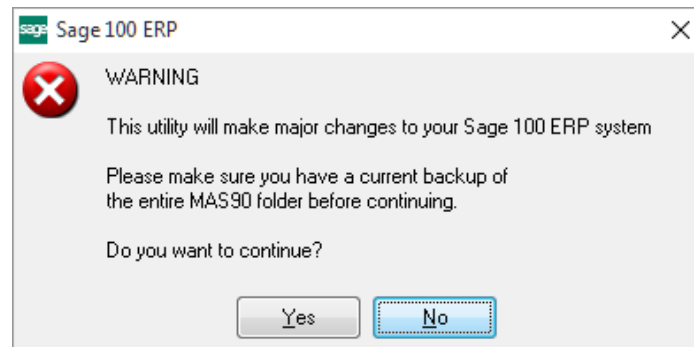 sage Sage 100 ERP
WARNING
This utility will make major changes to your Sage 100 ERP system
Please make sure you have a current backup of
the entire MAS90 folder before continuing.
Do you want to continue?
Yes No